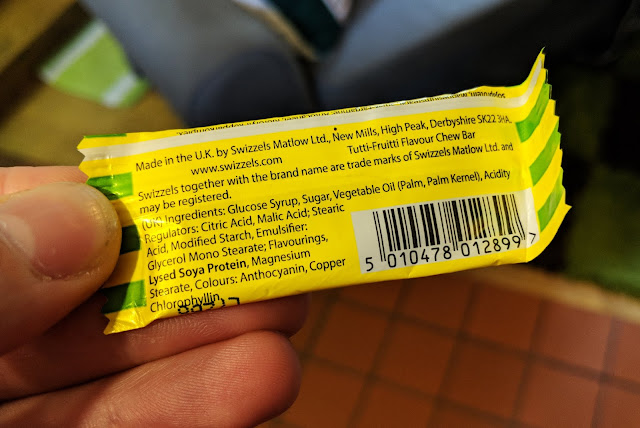 Made in the U.K. by Swizzels Matlow Ltd., New Mills, High Peak, Derbyshire SK22 3HA.
www.swizzels.com Tutti-Fruitti Flavour Chew Bar
Swizzels together with the brand name are trade marks of Swizzels Matlow Ltd. and
may be registered.
(UK) Ingredients: Glucose Syrup, Sugar, Vegetable Oil (Palm, Palm Kernel), Acidity
Regulators: Citric Acid, Malic Acid; Stearic
Acid, Modified Starch, Emulsifier:
Glycerol Mono Stearate; Flavourings,
Lysed Soya Protein, Magnesium
Stearate, Colours: Anthocyanin, Copper
Chlorophyllin.
5 010478 012899 >